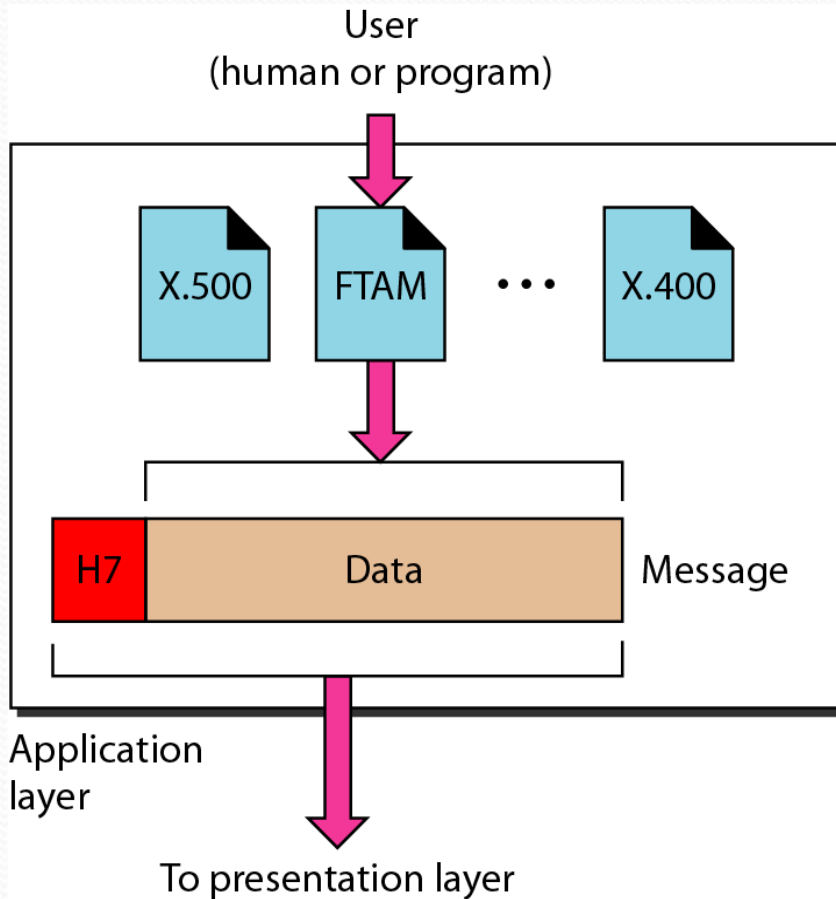 User
(human or program)
X.500 FTAM ... X.400
H7 Data Message
Application
layer
To presentation layer